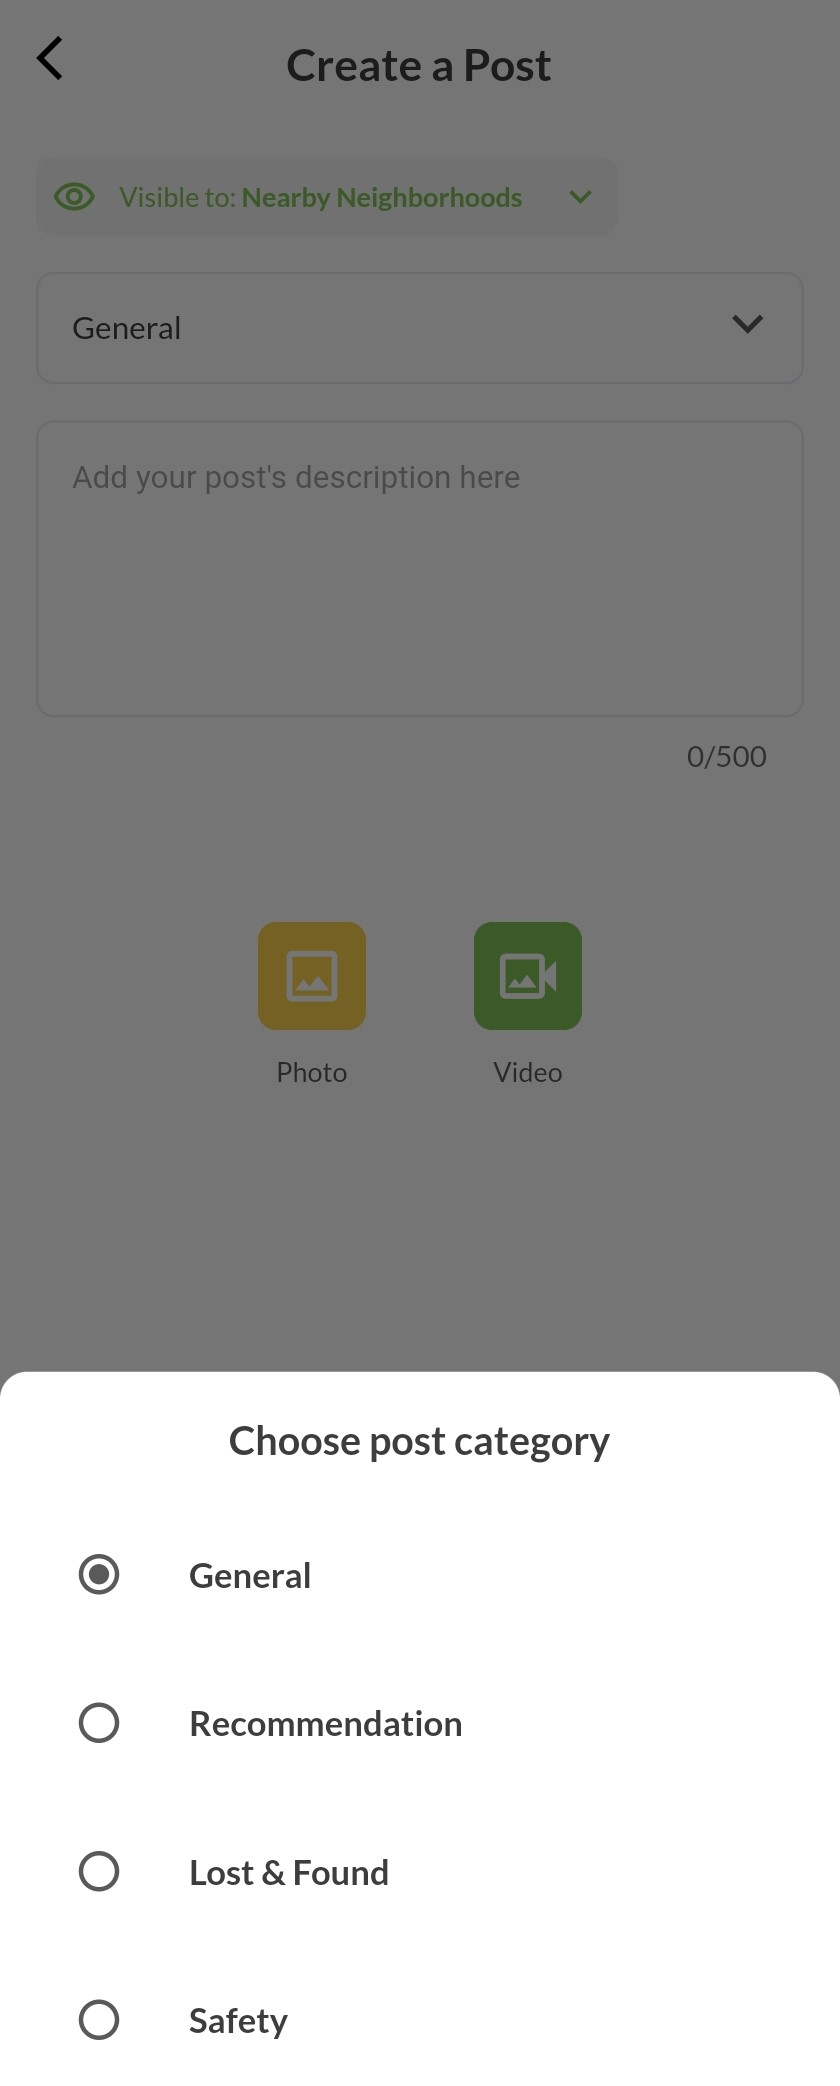 Create a Post
Visible to: Nearby Neighborhoods
General
Add your post's description here
0/500
Photo
Video
Choose post category
General
Recommendation
Lost & Found
Safety